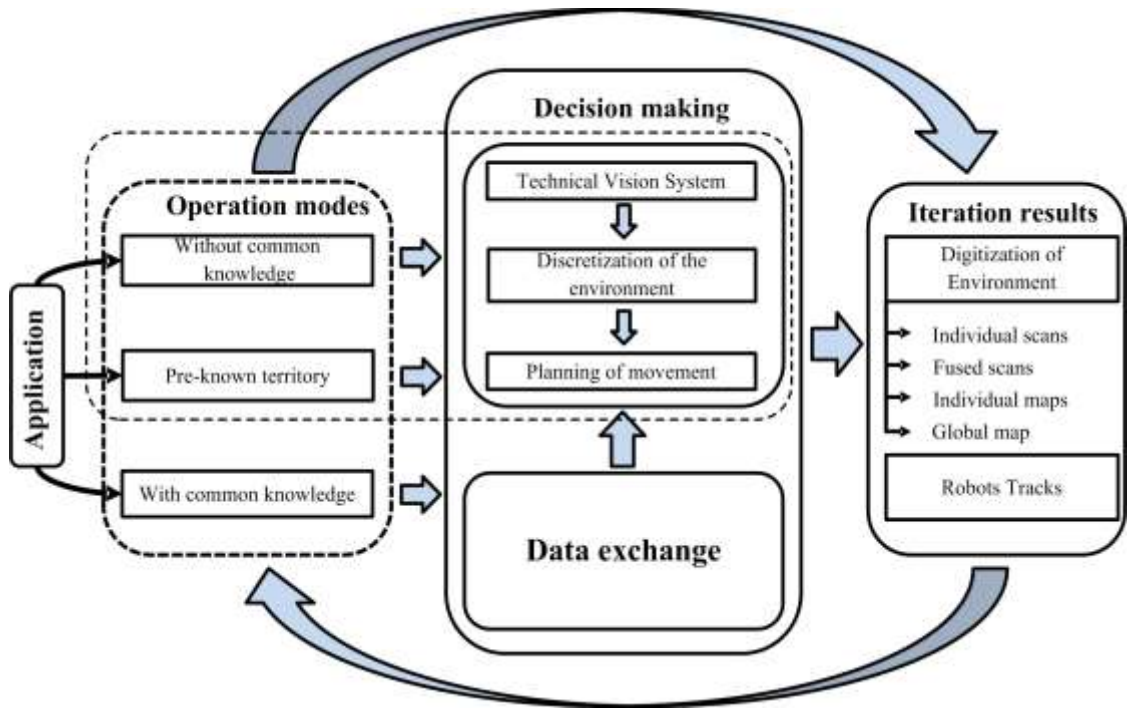 Application
Operation modes
Without common
knowledge
Pre-known territory
With common knowledge
Decision making
Technical Vision System
Discretization of the
environment
Planning of movement
Data exchange
Iteration results
Digitization of
Environment
Individual scans
Fused scans
Individual maps
Global map
Robots Tracks